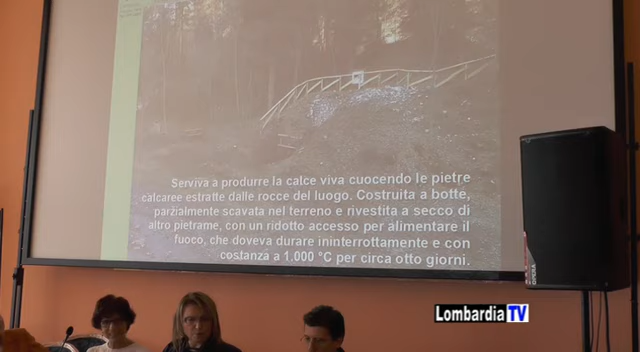 Serviva a produrre la calce viva cuocendo le pietre
calcaree estratte dalle rocce del luogo. Costruita a botte,
parzialmente scavata nel terreno e rivestita a secco di
altro pietrame, con un ridotto accesso per alimentare il
fuoco, che doveva durare ininterrottamente e con
costanza a 1.000 °C per circa otto giorni.
Lombardia TV